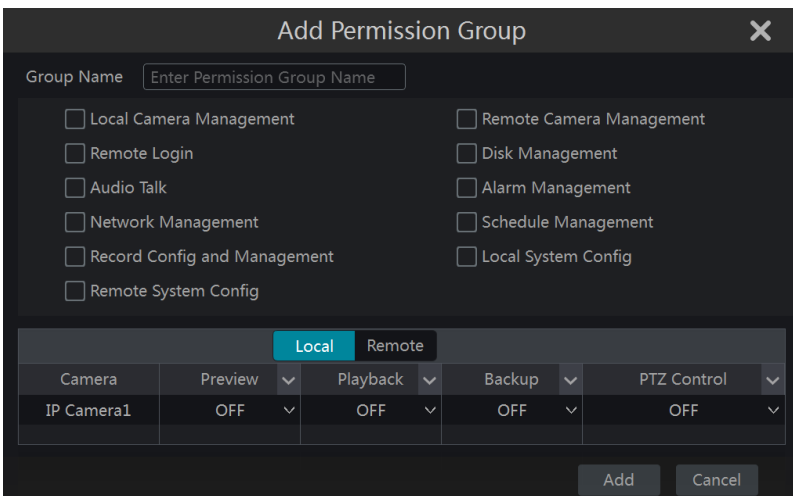 Add Permission Group
Group Name Enter Permission Group Name
Local Camera Management Remote Camera Management
Remote Login Disk Management
Audio Talk Alarm Management
Network Management Schedule Management
Record Config and Management Local System Config
Remote System Config
Local Remote
Camera Preview Playback Backup PTZ Control
IP Camera1 OFF OFF OFF OFF
Add Cancel